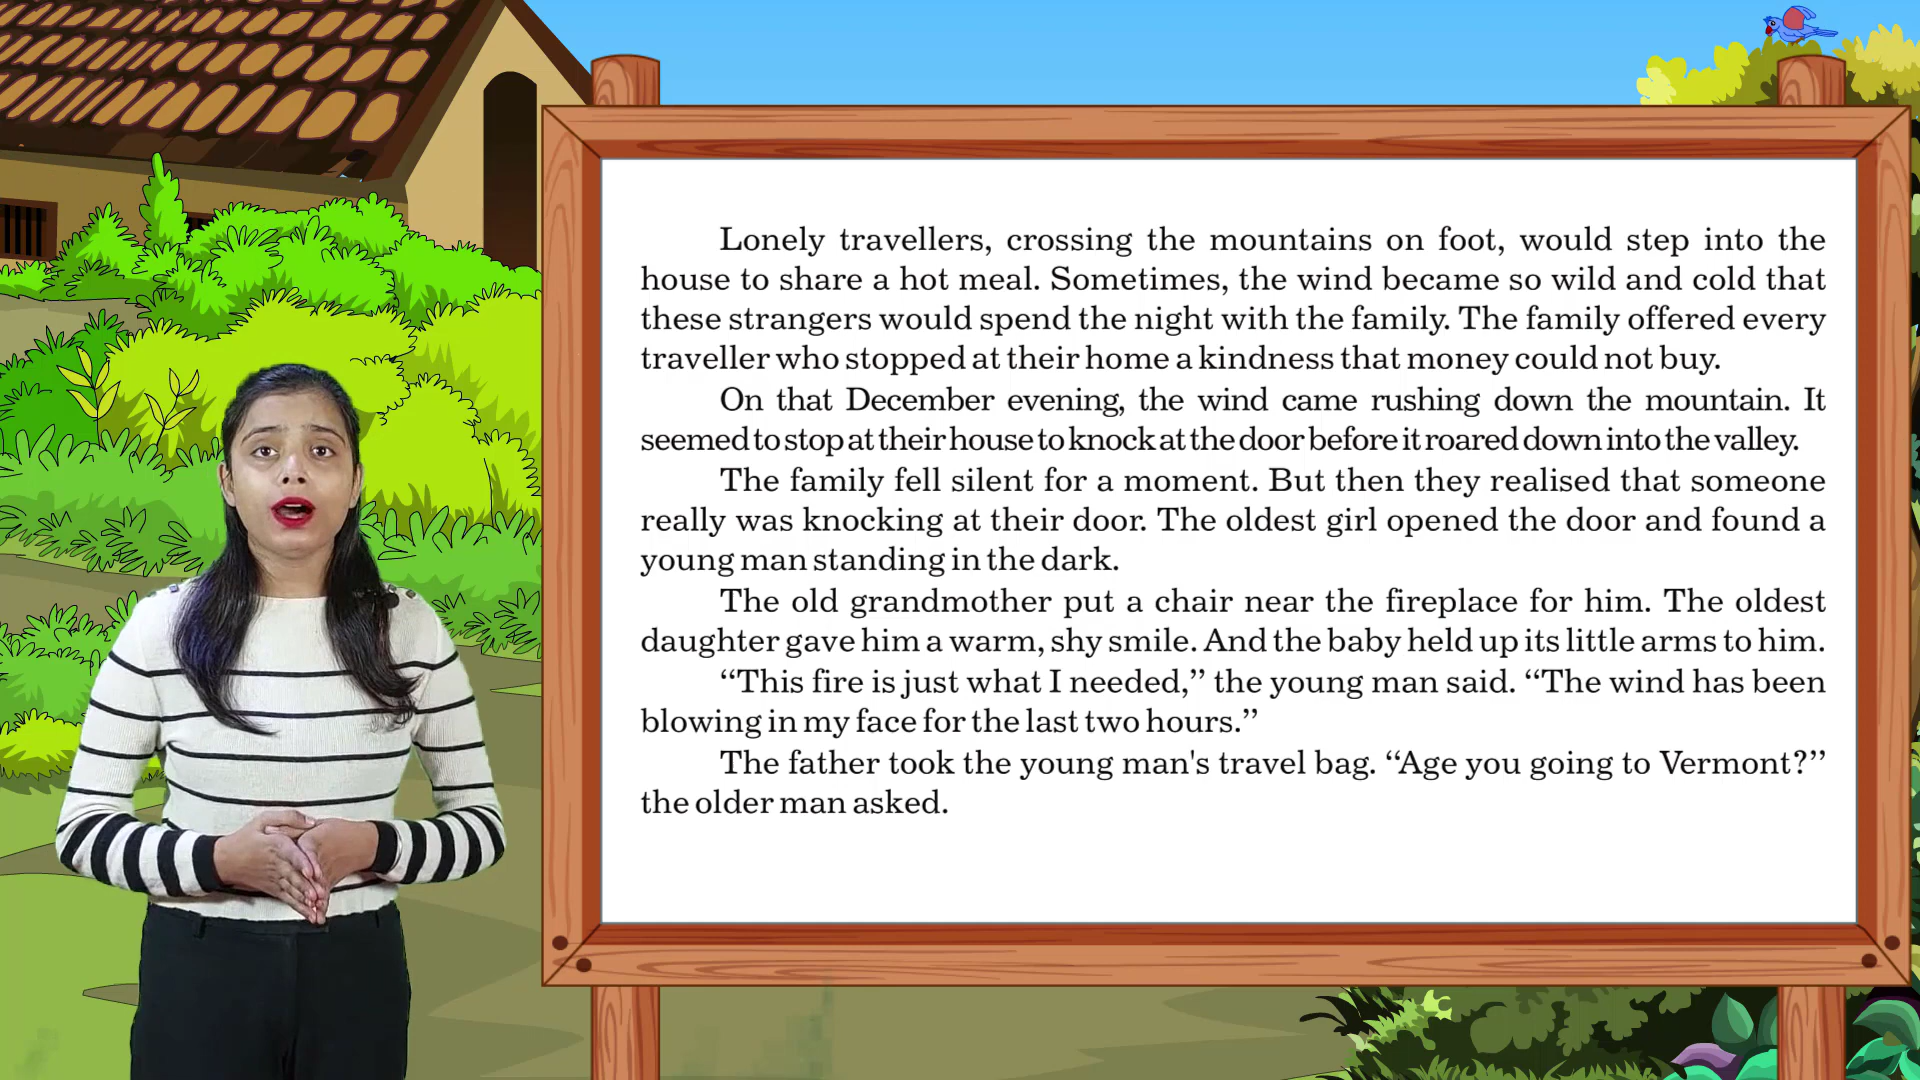 Lonely travellers, crossing the mountains on foot, would step into the
house to share a hot meal. Sometimes, the wind became so wild and cold that
these strangers would spend the night with the family. The family offered every
traveller who stopped at their home a kindness that money could not buy.
On that December evening, the wind came rushing down the mountain. It
seemed to stop at their house to knock at the door before it roared down into the valley.
The family fell silent for a moment. But then they realised that someone
really was knocking at their door. The oldest girl opened the door and found a
young man standing in the dark.
The old grandmother put a chair near the fireplace for him. The oldest
daughter gave him a warm, shy smile. And the baby held up its little arms to him.
“This fire is just what I needed,” the young man said. “The wind has been
blowing in my face for the last two hours.”
The father took the young man's travel bag. “Age you going to Vermont?”
the older man asked.